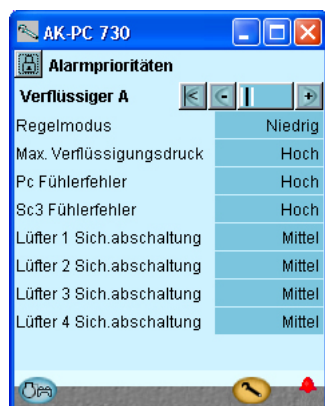 AK-PC 730
Alarmprioritäten
Verflüssiger A
Regelmodus Niedrig
Max. Verflüssigungsdruck Hoch
Pc Fühlerfehler Hoch
Sc3 Fühlerfehler Hoch
Lüfter 1 Sich.abschaltung Mittel
Lüfter 2 Sich.abschaltung Mittel
Lüfter 3 Sich.abschaltung Mittel
Lüfter 4 Sich.abschaltung Mittel